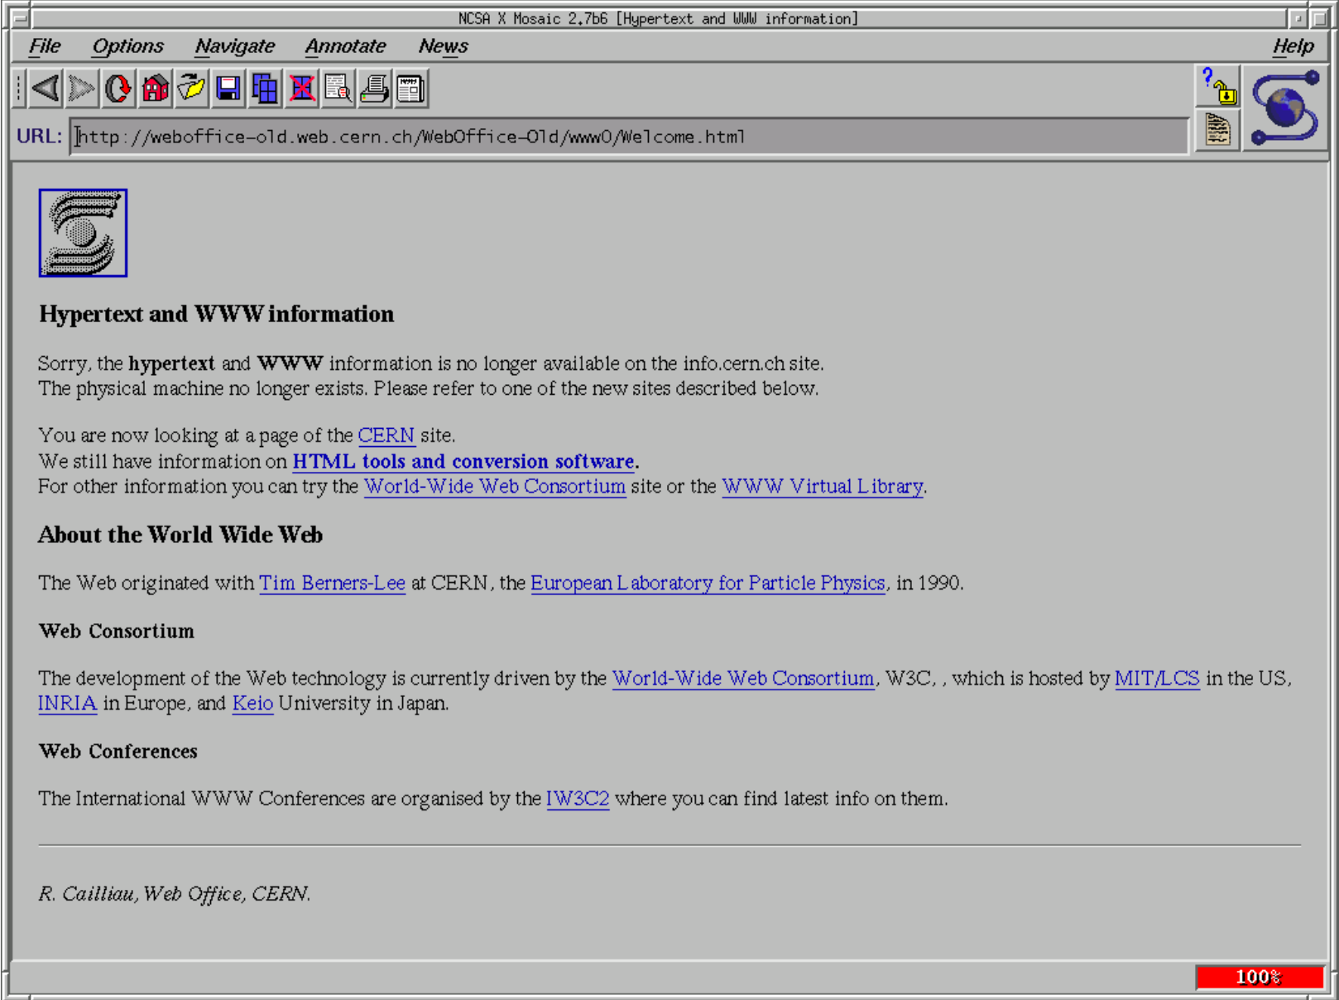 NCSA X Mosaic 2.7b6 [Hypertext and WWW information]
File Options Navigate Annotate News Help
URL: http://weboffice-old.web.cern.ch/WebOffice-Old/www0/Welcome.html
Hypertext and WWW information
Sorry, the hypertext and WWW information is no longer available on the info.cern.ch site.
The physical machine no longer exists. Please refer to one of the new sites described below.
You are now looking at a page of the CERN site.
We still have information on HTML tools and conversion software.
For other information you can try the World-Wide Web Consortium site or the WWW Virtual Library.
About the World Wide Web
The Web originated with Tim Berners-Lee at CERN, the European Laboratory for Particle Physics, in 1990.
Web Consortium
The development of the Web technology is currently driven by the World-Wide Web Consortium, W3C, , which is hosted by MIT/LCS in the US,
INRIA in Europe, and Keio University in Japan.
Web Conferences
The International WWW Conferences are organised by the IW3C2 where you can find latest info on them.
R. Cailliau, Web Office, CERN.
100%